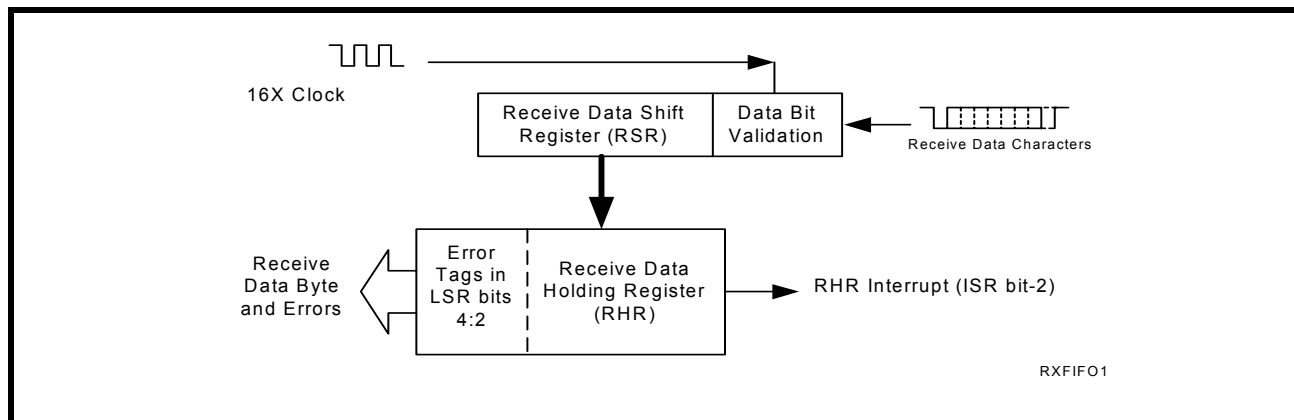 16X Clock
Receive Data Shift
Register (RSR)
Data Bit
Validation
Receive Data Characters
Receive
Data Byte
and Errors
Error
Tags in
LSR bits
4:2
Receive Data
Holding Register
(RHR)
RHR Interrupt (ISR bit-2)
RXFIFO1